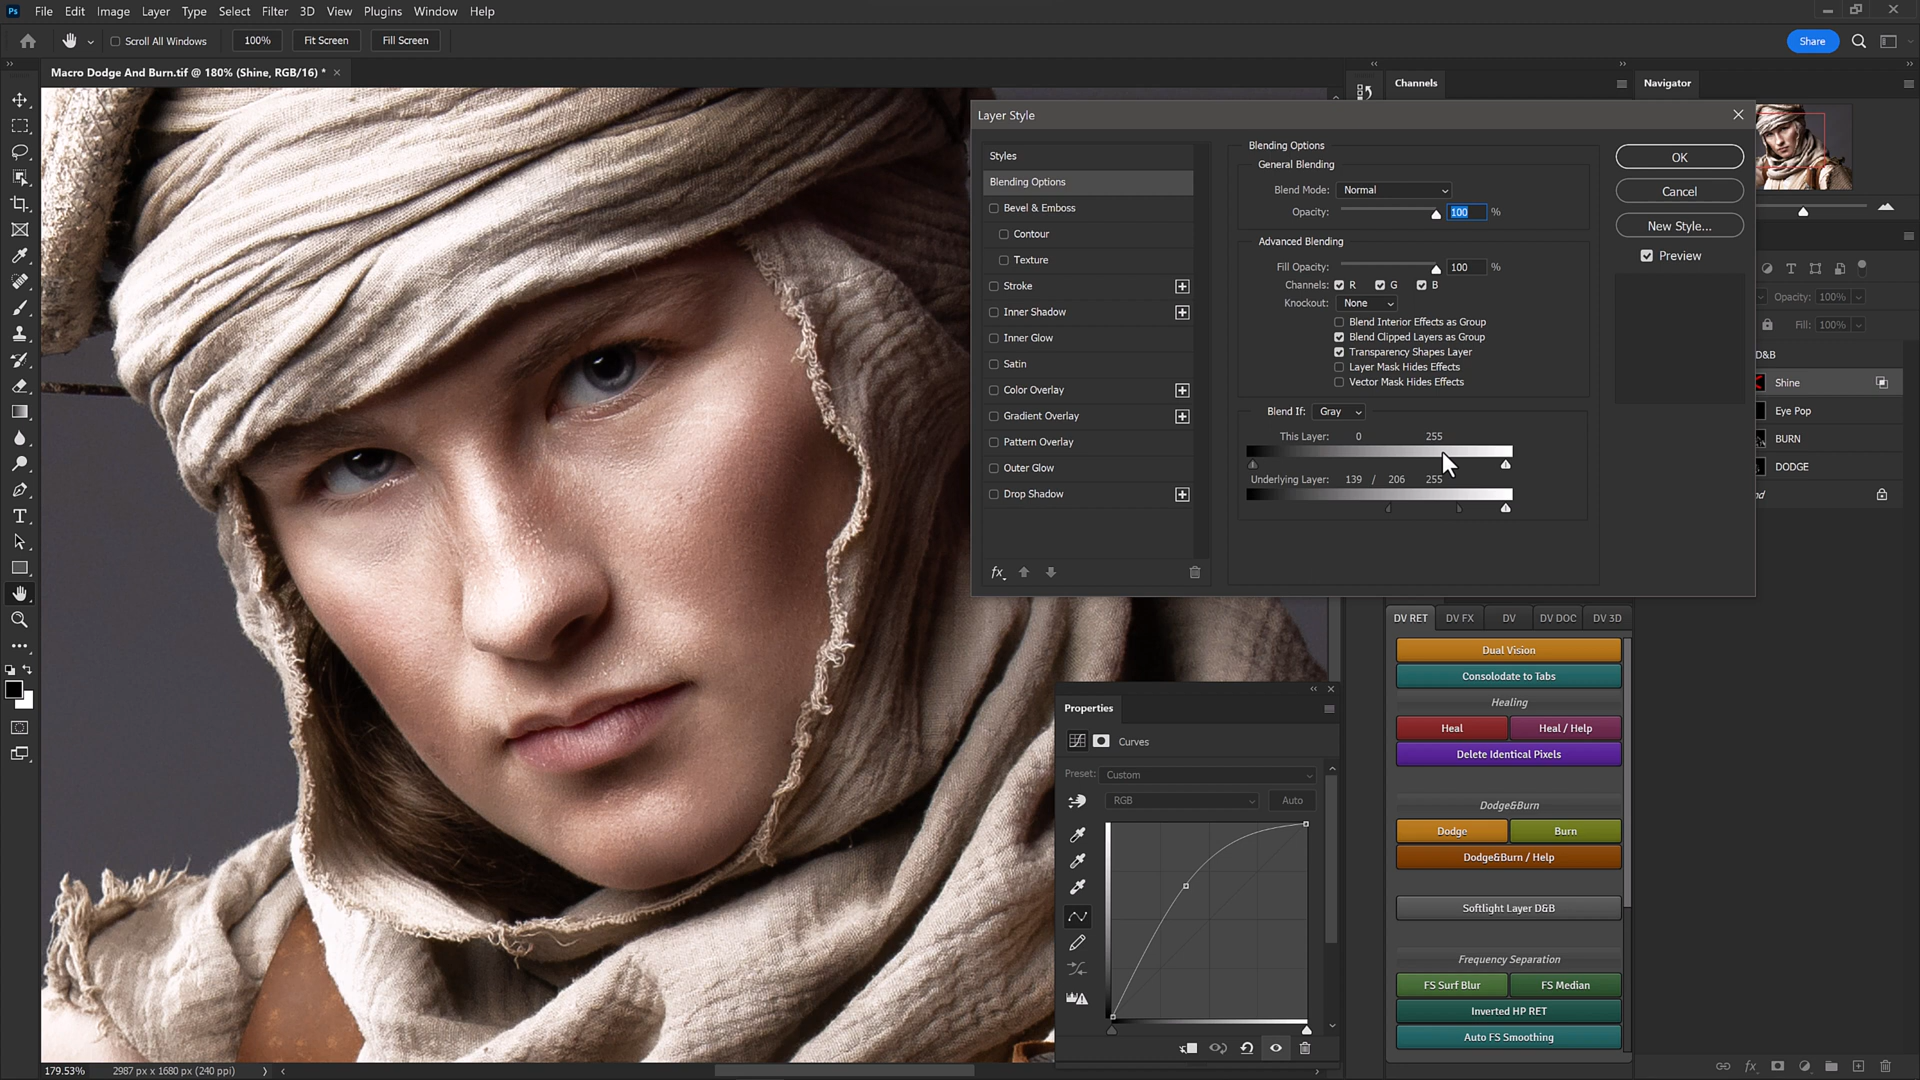 Ps File Edit Image Layer Type Select Filter 3D View Plugins Window Help
Scroll All Windows 100% Fit Screen Fill Screen Share
Macro Dodge And Burn.tif @ 180% (Shine, RGB/16) * ×
Channels Navigator
Layer Style
Styles
Blending Options
Bevel & Emboss
Contour
Texture
Stroke
Inner Shadow
Inner Glow
Satin
Color Overlay
Gradient Overlay
Pattern Overlay
Outer Glow
Drop Shadow
fx
Blending Options
General Blending
Blend Mode: Normal
Opacity: 100 %
Advanced Blending
Fill Opacity: 100 %
Channels: R G B
Knockout: None
Blend Interior Effects as Group
Blend Clipped Layers as Group
Transparency Shapes Layer
Layer Mask Hides Effects
Vector Mask Hides Effects
Blend If: Gray
This Layer: 0 255
Underlying Layer: 139 / 206 255
OK
Cancel
New Style...
Preview
Opacity: 100%
Fill: 100%
D&B
Shine
Eye Pop
BURN
DODGE
nd
DV RET DV FX DV DV DOC DV 3D
Dual Vision
Consolodate to Tabs
Healing
Heal Heal / Help
Delete Identical Pixels
Dodge&Burn
Dodge Burn
Dodge&Burn / Help
Softlight Layer D&B
Frequency Separation
FS Surf Blur FS Median
Inverted HP RET
Auto FS Smoothing
Properties
Curves
Preset: Custom
RGB Auto
179.53% 2987 px x 1680 px (240 ppi)
fx